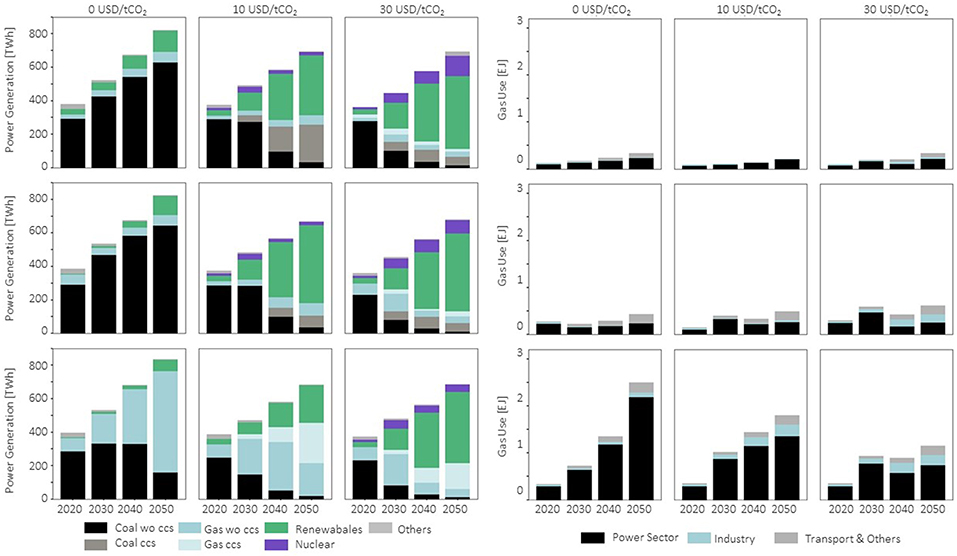 0 USD/tCO2 10 USD/tCO2 30 USD/tCO2 0 USD/tCO2 10 USD/tCO2 30 USD/tCO2
Power Generation [TWh]
800
600
400
200
0
Gas Use [EJ]
3
2
1
0
Power Generation [TWh]
800
600
400
200
0
Gas Use [EJ]
3
2
1
0
Power Generation [TWh]
800
600
400
200
0
Gas Use [EJ]
3
2
1
0
2020 2030 2040 2050 2020 2030 2040 2050 2020 2030 2040 2050 2020 2030 2040 2050 2020 2030 2040 2050 2020 2030 2040 2050
Coal wo ccs Gas wo ccs Renewabales Others
Coal ccs Gas ccs Nuclear
Power Sector Industry Transport & Others